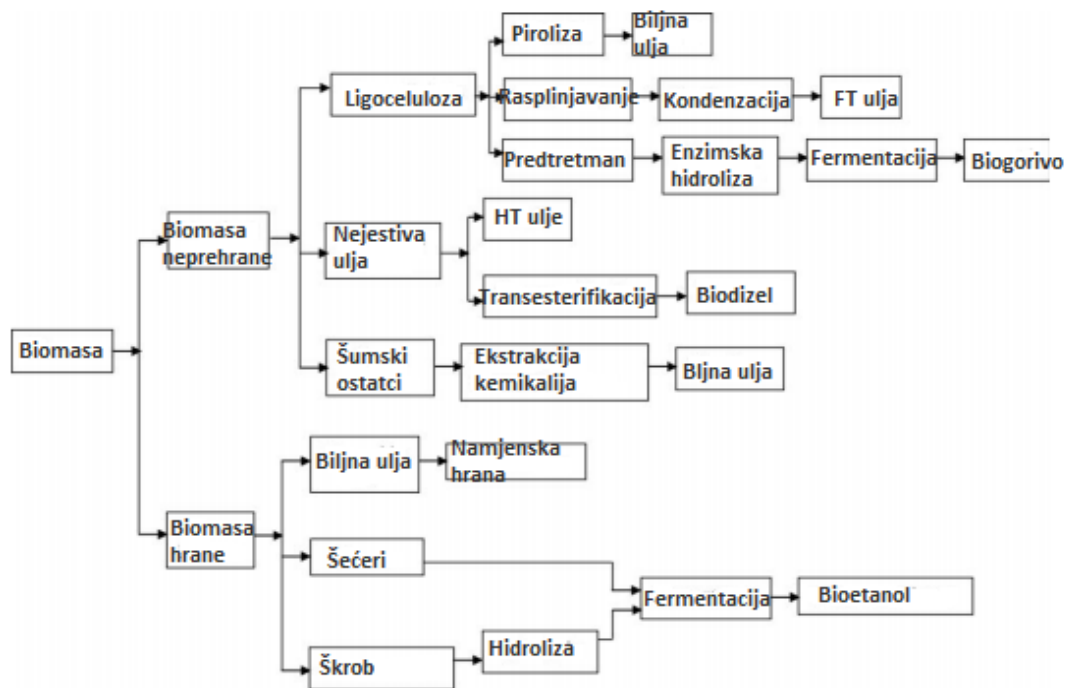 Piroliza
Biljna
ulja
Ligoceluloza
Rasplinjavanje
Kondenzacija
FT ulja
Predtretman
Enzimska
hidroliza
Fermentacija
Biogorivo
Biomasa
neprehrane
Nejestiva
ulja
HT ulje
Transesterifikacija
Biodizel
Biomasa
Šumski
ostatci
Ekstrakcija
kemikalija
Bljna ulja
Biljna ulja
Namjenska
hrana
Biomasa
hrane
Šećeri
Fermentacija
Bioetanol
Škrob
Hidroliza